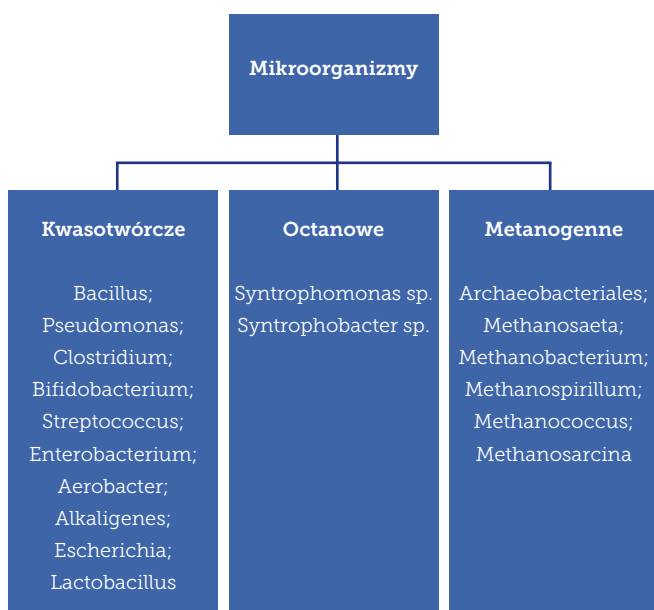 Mikroorganizmy
Kwasotwórcze
Bacillus;
Pseudomonas;
Clostridium;
Bifidobacterium;
Streptococcus;
Enterobacterium;
Aerobacter;
Alkaligenes;
Escherichia;
Lactobacillus
Octanowe
Syntrophomonas sp.
Syntrophobacter sp.
Metanogenne
Archaeobacteriales;
Methanosaeta;
Methanobacterium;
Methanospirillum;
Methanococcus;
Methanosarcina